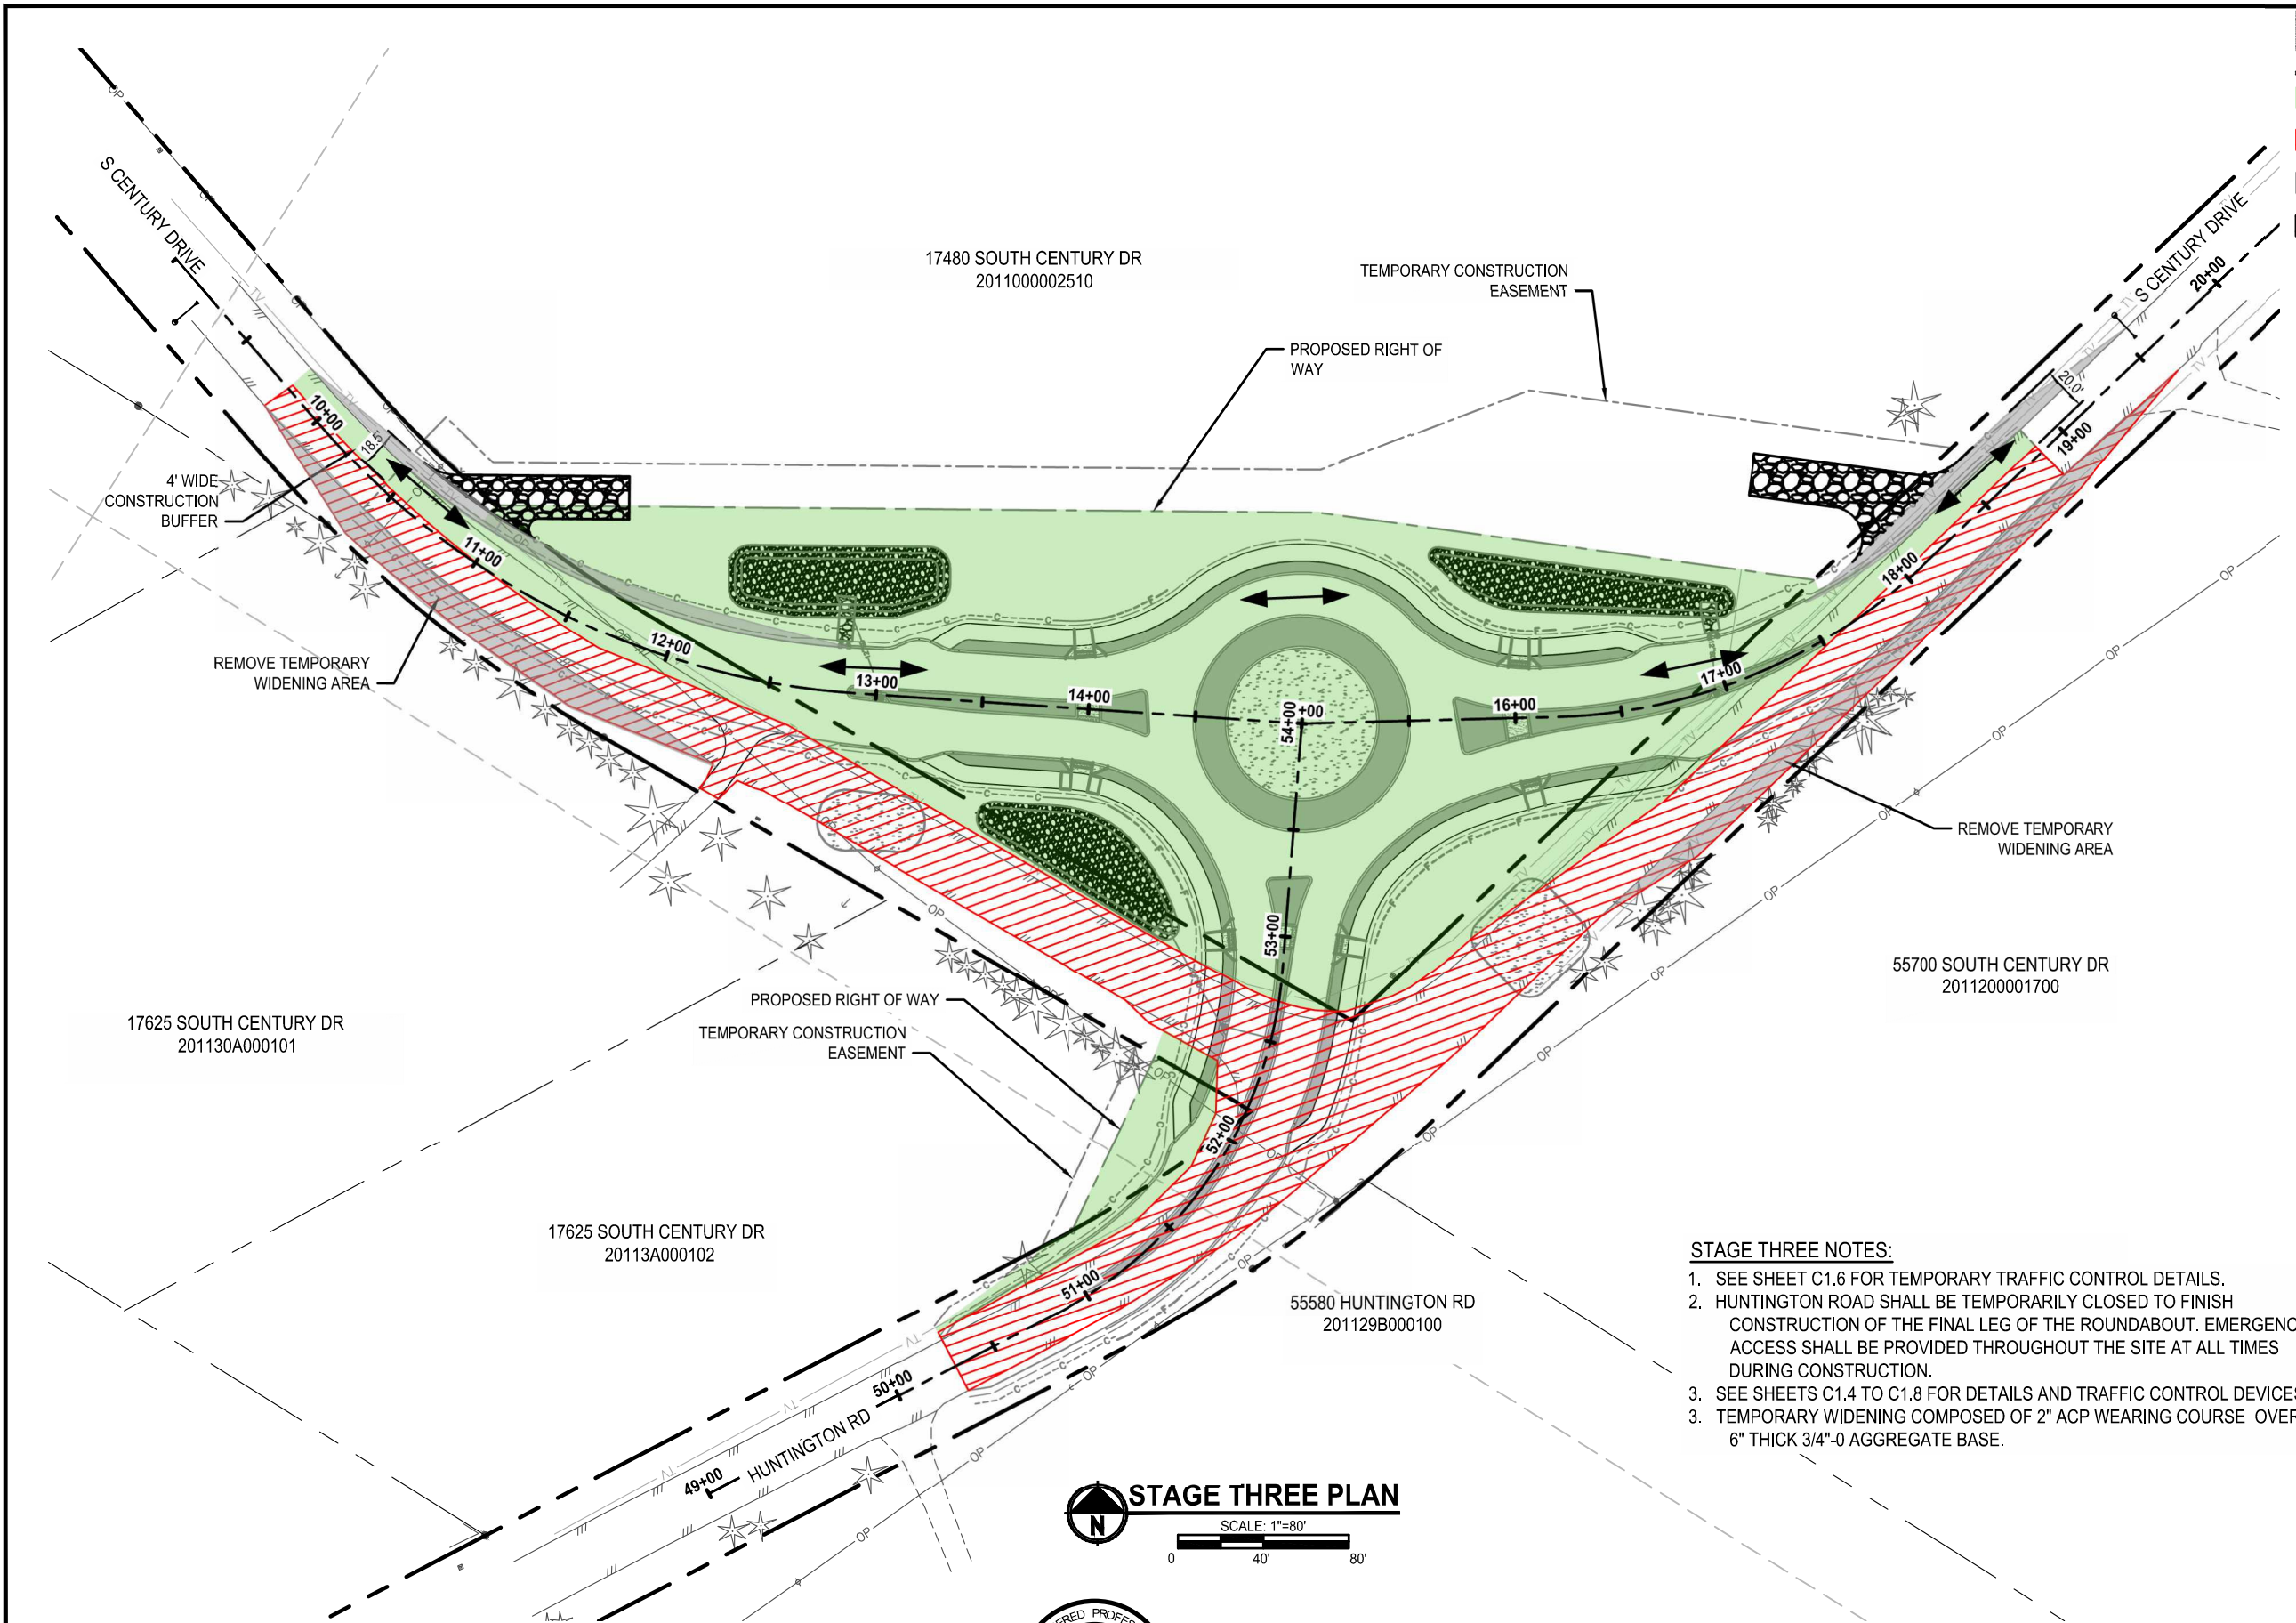 S CENTURY DRIVE
17480 SOUTH CENTURY DR
2011000002510
TEMPORARY CONSTRUCTION
EASEMENT
S CENTURY DRIVE
20+00
PROPOSED RIGHT OF
WAY
20.0'
19+00
10+00
18.5'
4' WIDE
CONSTRUCTION
BUFFER
11+00
18+00
12+00
REMOVE TEMPORARY
WIDENING AREA
13+00
14+00
54+00
+00
16+00
17+00
REMOVE TEMPORARY
WIDENING AREA
53+00
55700 SOUTH CENTURY DR
2011200001700
PROPOSED RIGHT OF WAY
TEMPORARY CONSTRUCTION
EASEMENT
17625 SOUTH CENTURY DR
201130A000101
52+00
17625 SOUTH CENTURY DR
20113A000102
51+00
55580 HUNTINGTON RD
201129B000100
50+00
HUNTINGTON RD
49+00
STAGE THREE NOTES:
1. SEE SHEET C1.6 FOR TEMPORARY TRAFFIC CONTROL DETAILS.
2. HUNTINGTON ROAD SHALL BE TEMPORARILY CLOSED TO FINISH
CONSTRUCTION OF THE FINAL LEG OF THE ROUNDABOUT. EMERGENC
ACCESS SHALL BE PROVIDED THROUGHOUT THE SITE AT ALL TIMES
DURING CONSTRUCTION.
3. SEE SHEETS C1.4 TO C1.8 FOR DETAILS AND TRAFFIC CONTROL DEVICES
3. TEMPORARY WIDENING COMPOSED OF 2" ACP WEARING COURSE OVER
6" THICK 3/4"-0 AGGREGATE BASE.
N
STAGE THREE PLAN
SCALE: 1"=80'
0 40' 80'